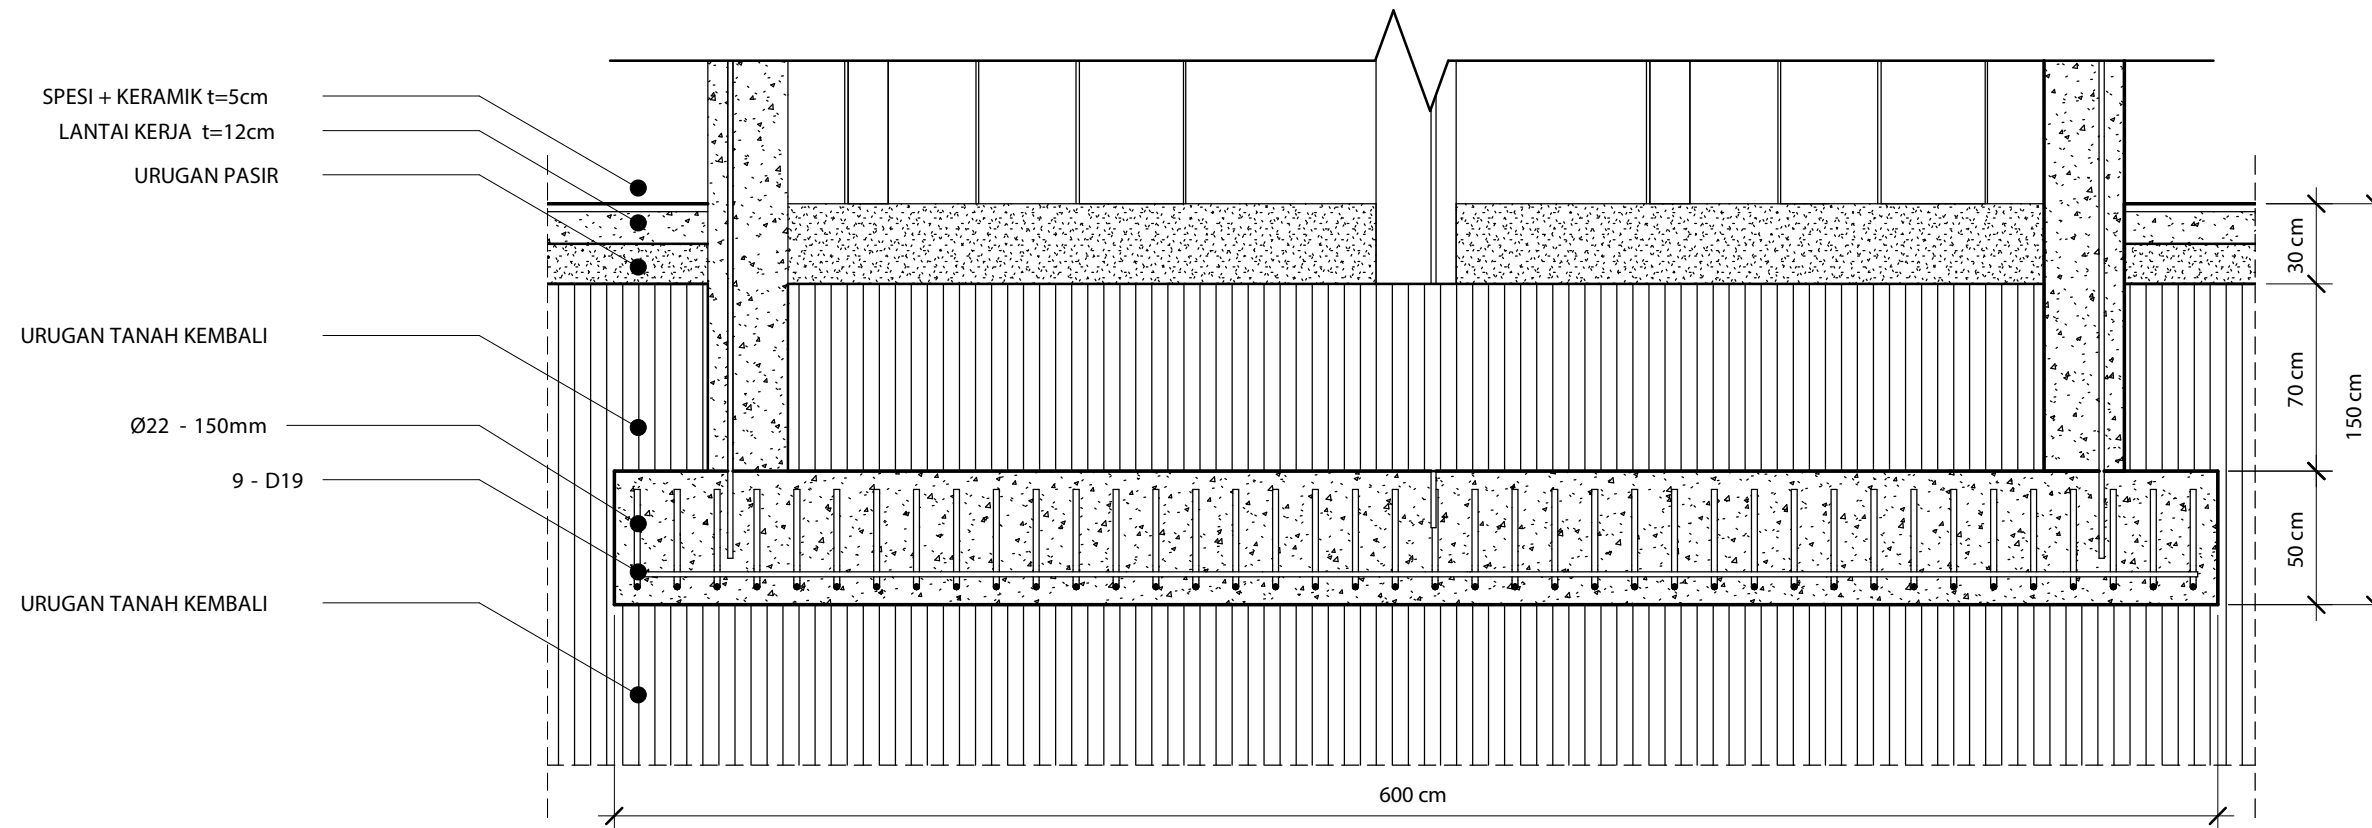 SPESI + KERAMIK t=5cm
LANTAI KERJA t=12cm
URUGAN PASIR
URUGAN TANAH KEMBALI
Ø22 - 150mm
9 - D19
URUGAN TANAH KEMBALI
30 cm
70 cm
50 cm
150 cm
600 cm